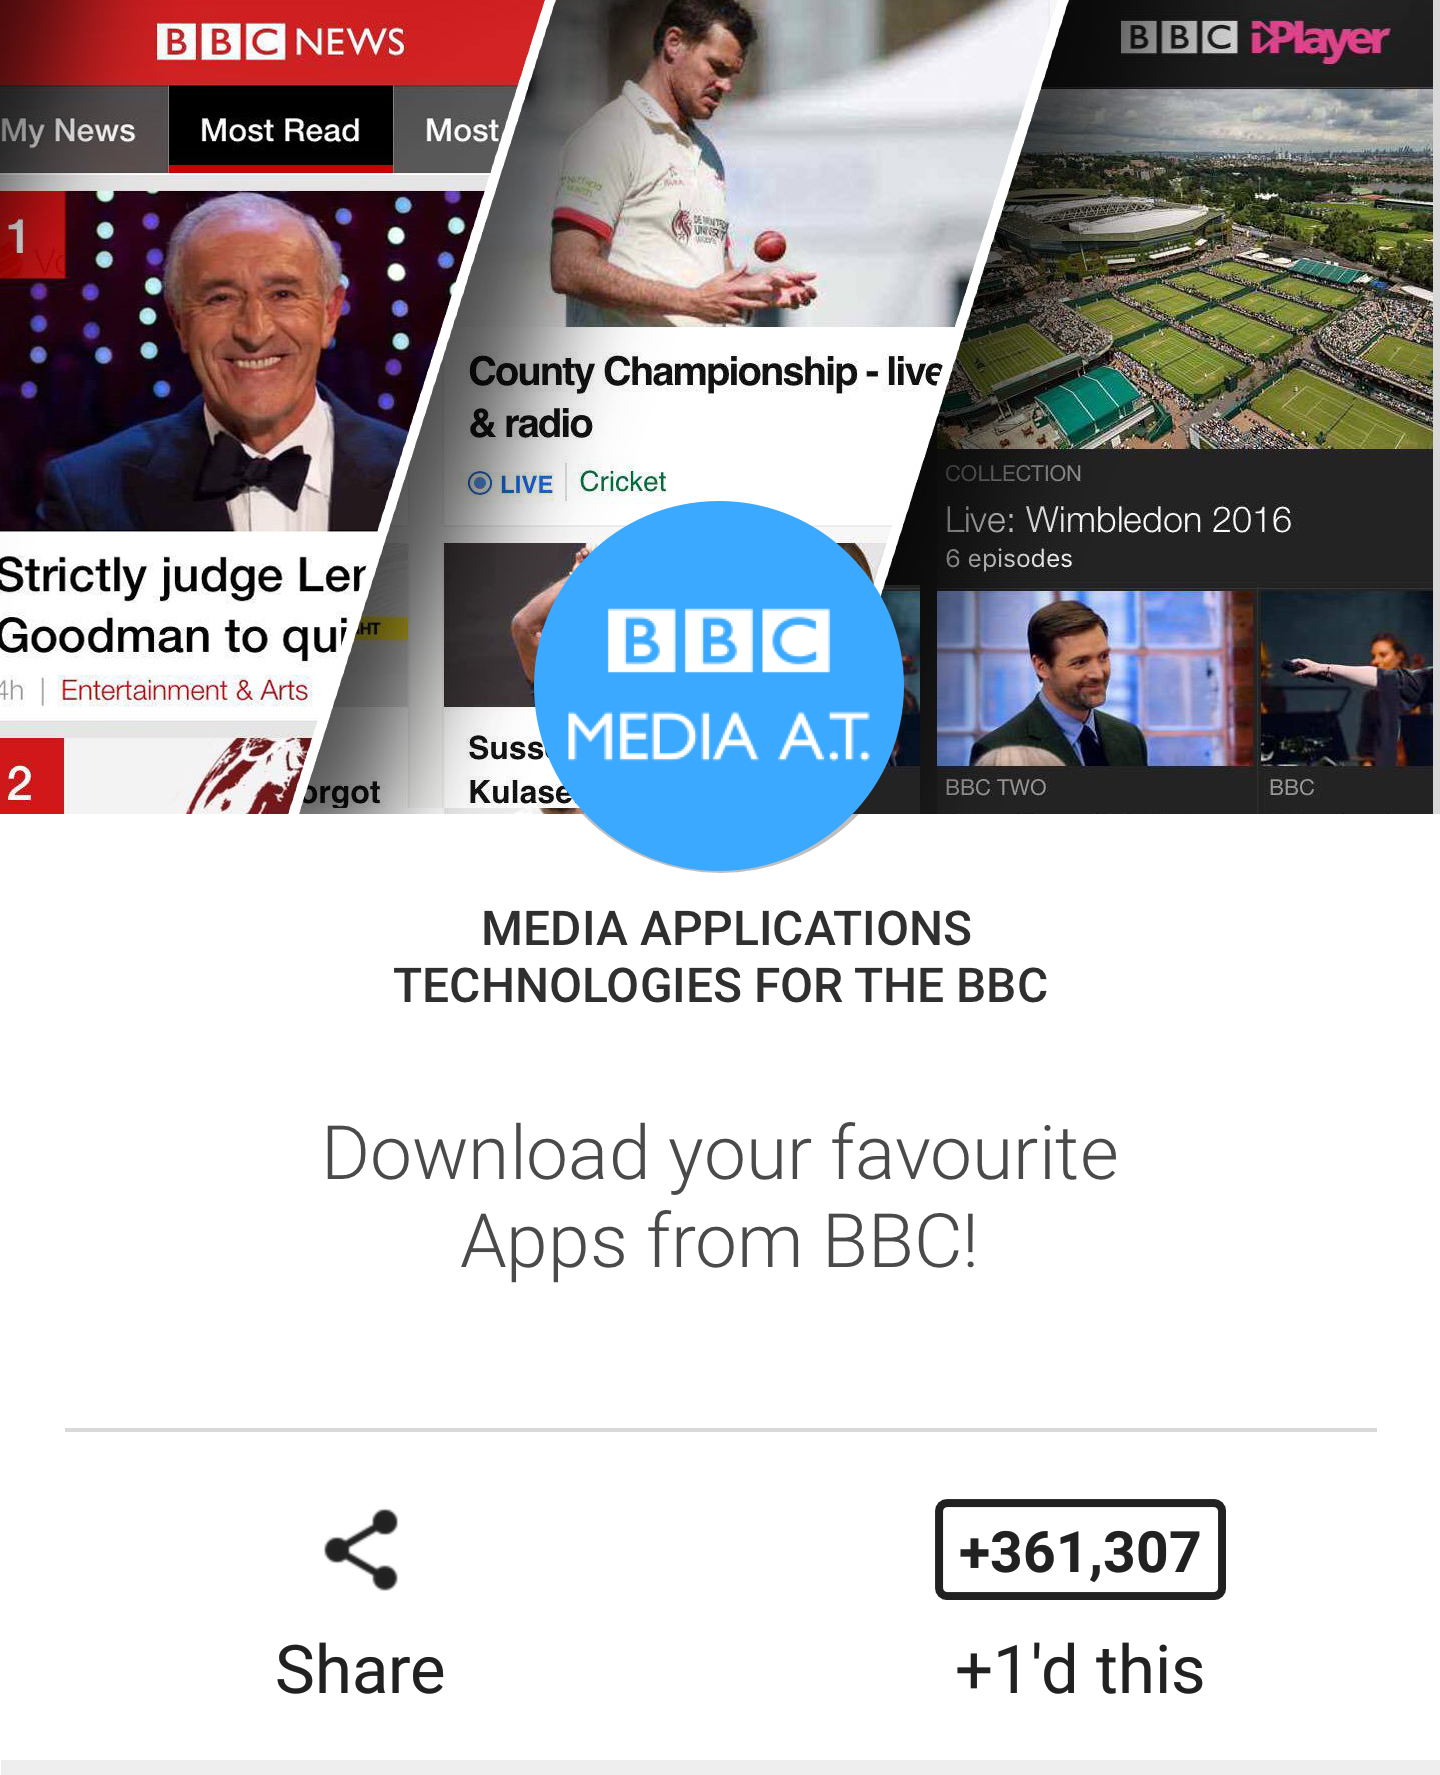 BBC NEWS
My News
Most Read
Most
1
Strictly judge Len
Goodman to qui
4h | Entertainment & Arts
2
orgot
County Championship - live
& radio
LIVE
Cricket
Suss
Kulase
BBC iPlayer
COLLECTION
Live: Wimbledon 2016
6 episodes
BBC TWO
BBC
BBC
MEDIA A.T.
MEDIA APPLICATIONS
TECHNOLOGIES FOR THE BBC
Download your favourite
Apps from BBC!
+361,307
Share
+1'd this